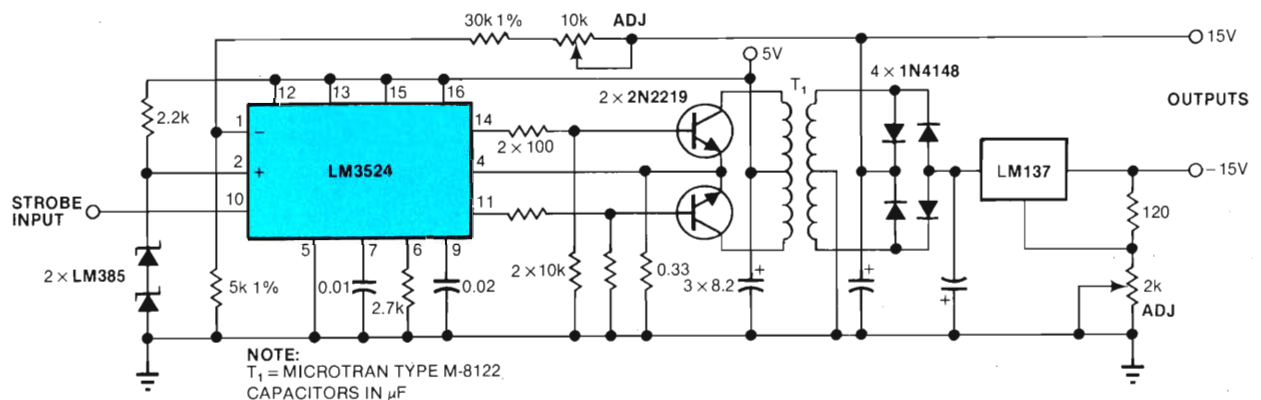 30k 1%
10k
ADJ
15V
5V
4 × 1N4148
T₁
12
13
15
16
2 × 2N2219
OUTPUTS
2.2k
1
−
14
2 × 100
2
+
LM3524
4
LM137
−15V
STROBE
INPUT
10
11
120
5
7
6
9
2 × LM385
5k 1%
0.01
2.7k
0.02
2 × 10k
0.33
3 × 8.2
+
+
+
2k
ADJ
NOTE:
T₁ = MICROTRAN TYPE M-8122
CAPACITORS IN μF